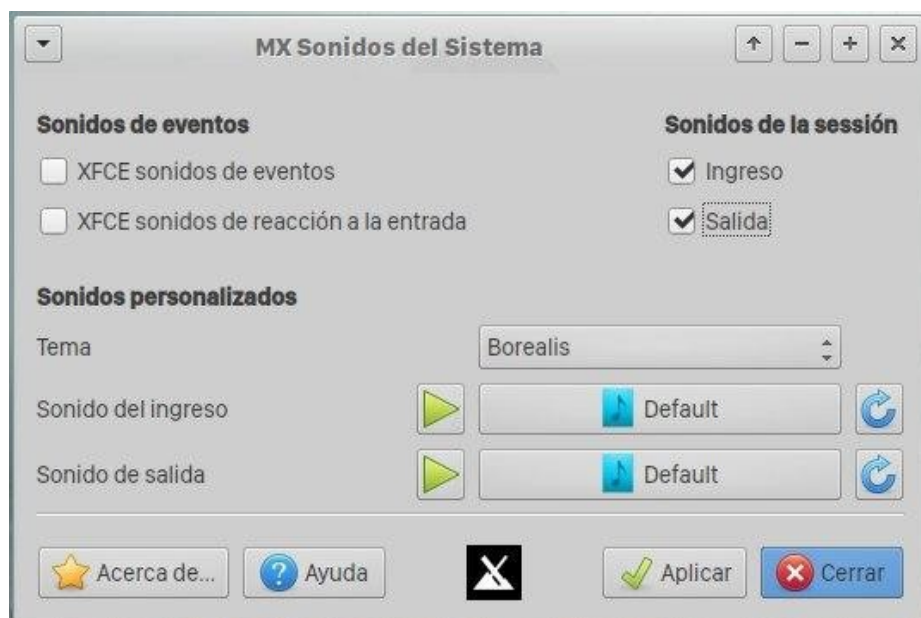 MX Sonidos del Sistema
Sonidos de eventos
Sonidos de la sessión
XFCE sonidos de eventos
Ingreso
XFCE sonidos de reacción a la entrada
Salida
Sonidos personalizados
Tema
Borealis
Sonido del ingreso
Default
Sonido de salida
Default
Acerca de...
Ayuda
Aplicar
Cerrar